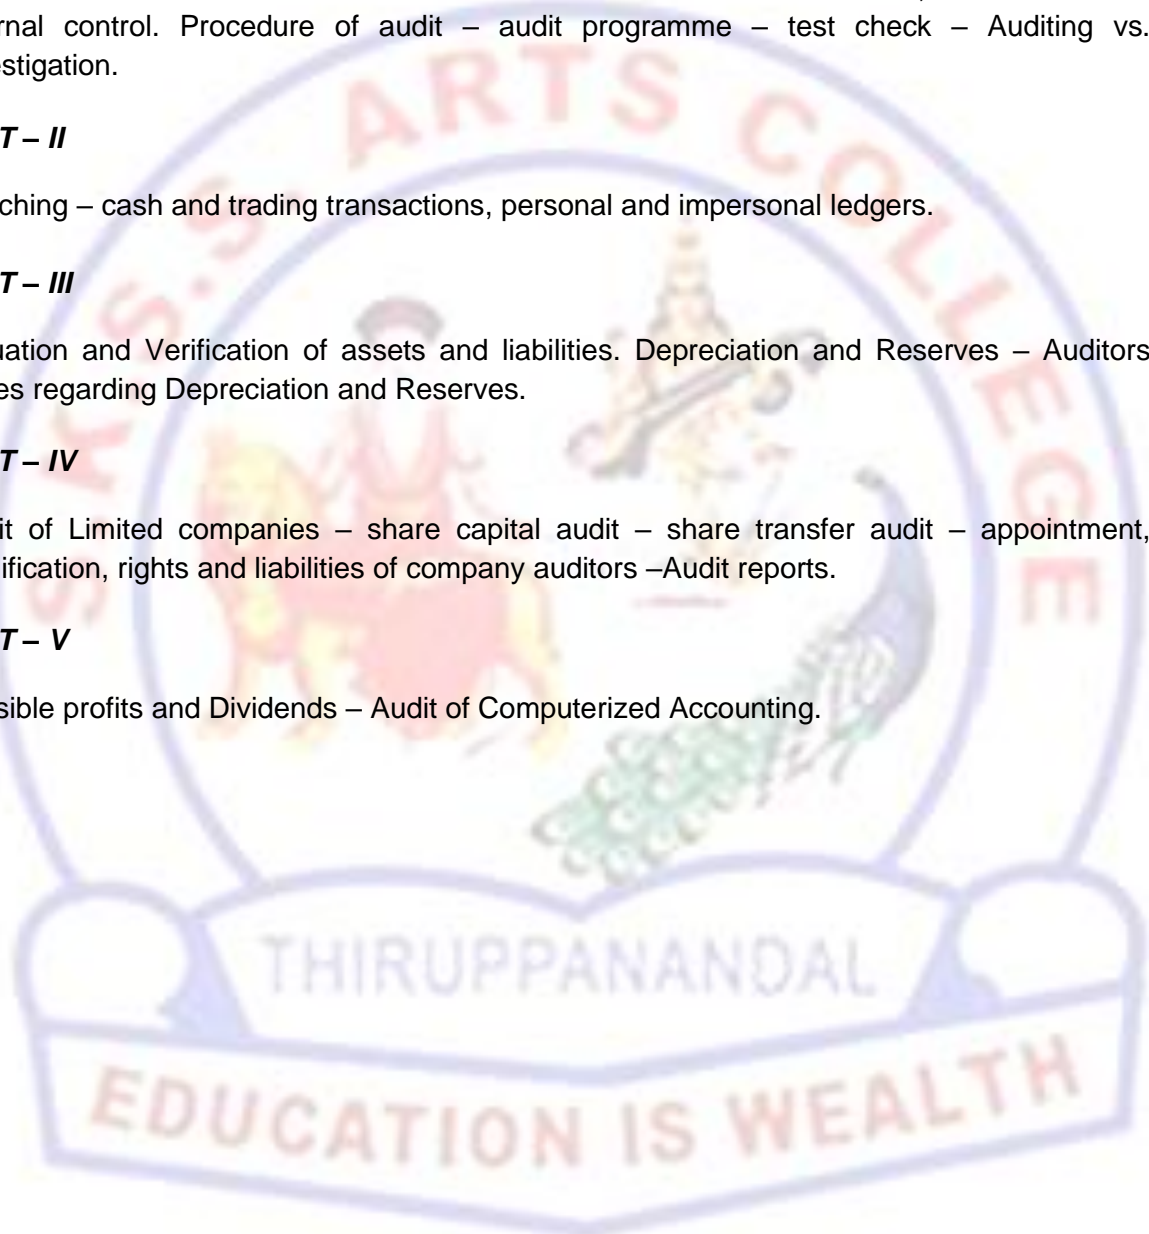 rnal control. Procedure of audit – audit programme – test check – Auditing vs.
estigation.
T – II
ching – cash and trading transactions, personal and impersonal ledgers.
T – III
uation and Verification of assets and liabilities. Depreciation and Reserves – Auditors
es regarding Depreciation and Reserves.
T – IV
it of Limited companies – share capital audit – share transfer audit – appointment,
ification, rights and liabilities of company auditors –Audit reports.
T – V
sible profits and Dividends – Audit of Computerized Accounting.
S.K.S.S. ARTS COLLEGE
THIRUPPANANDAL
EDUCATION IS WEALTH